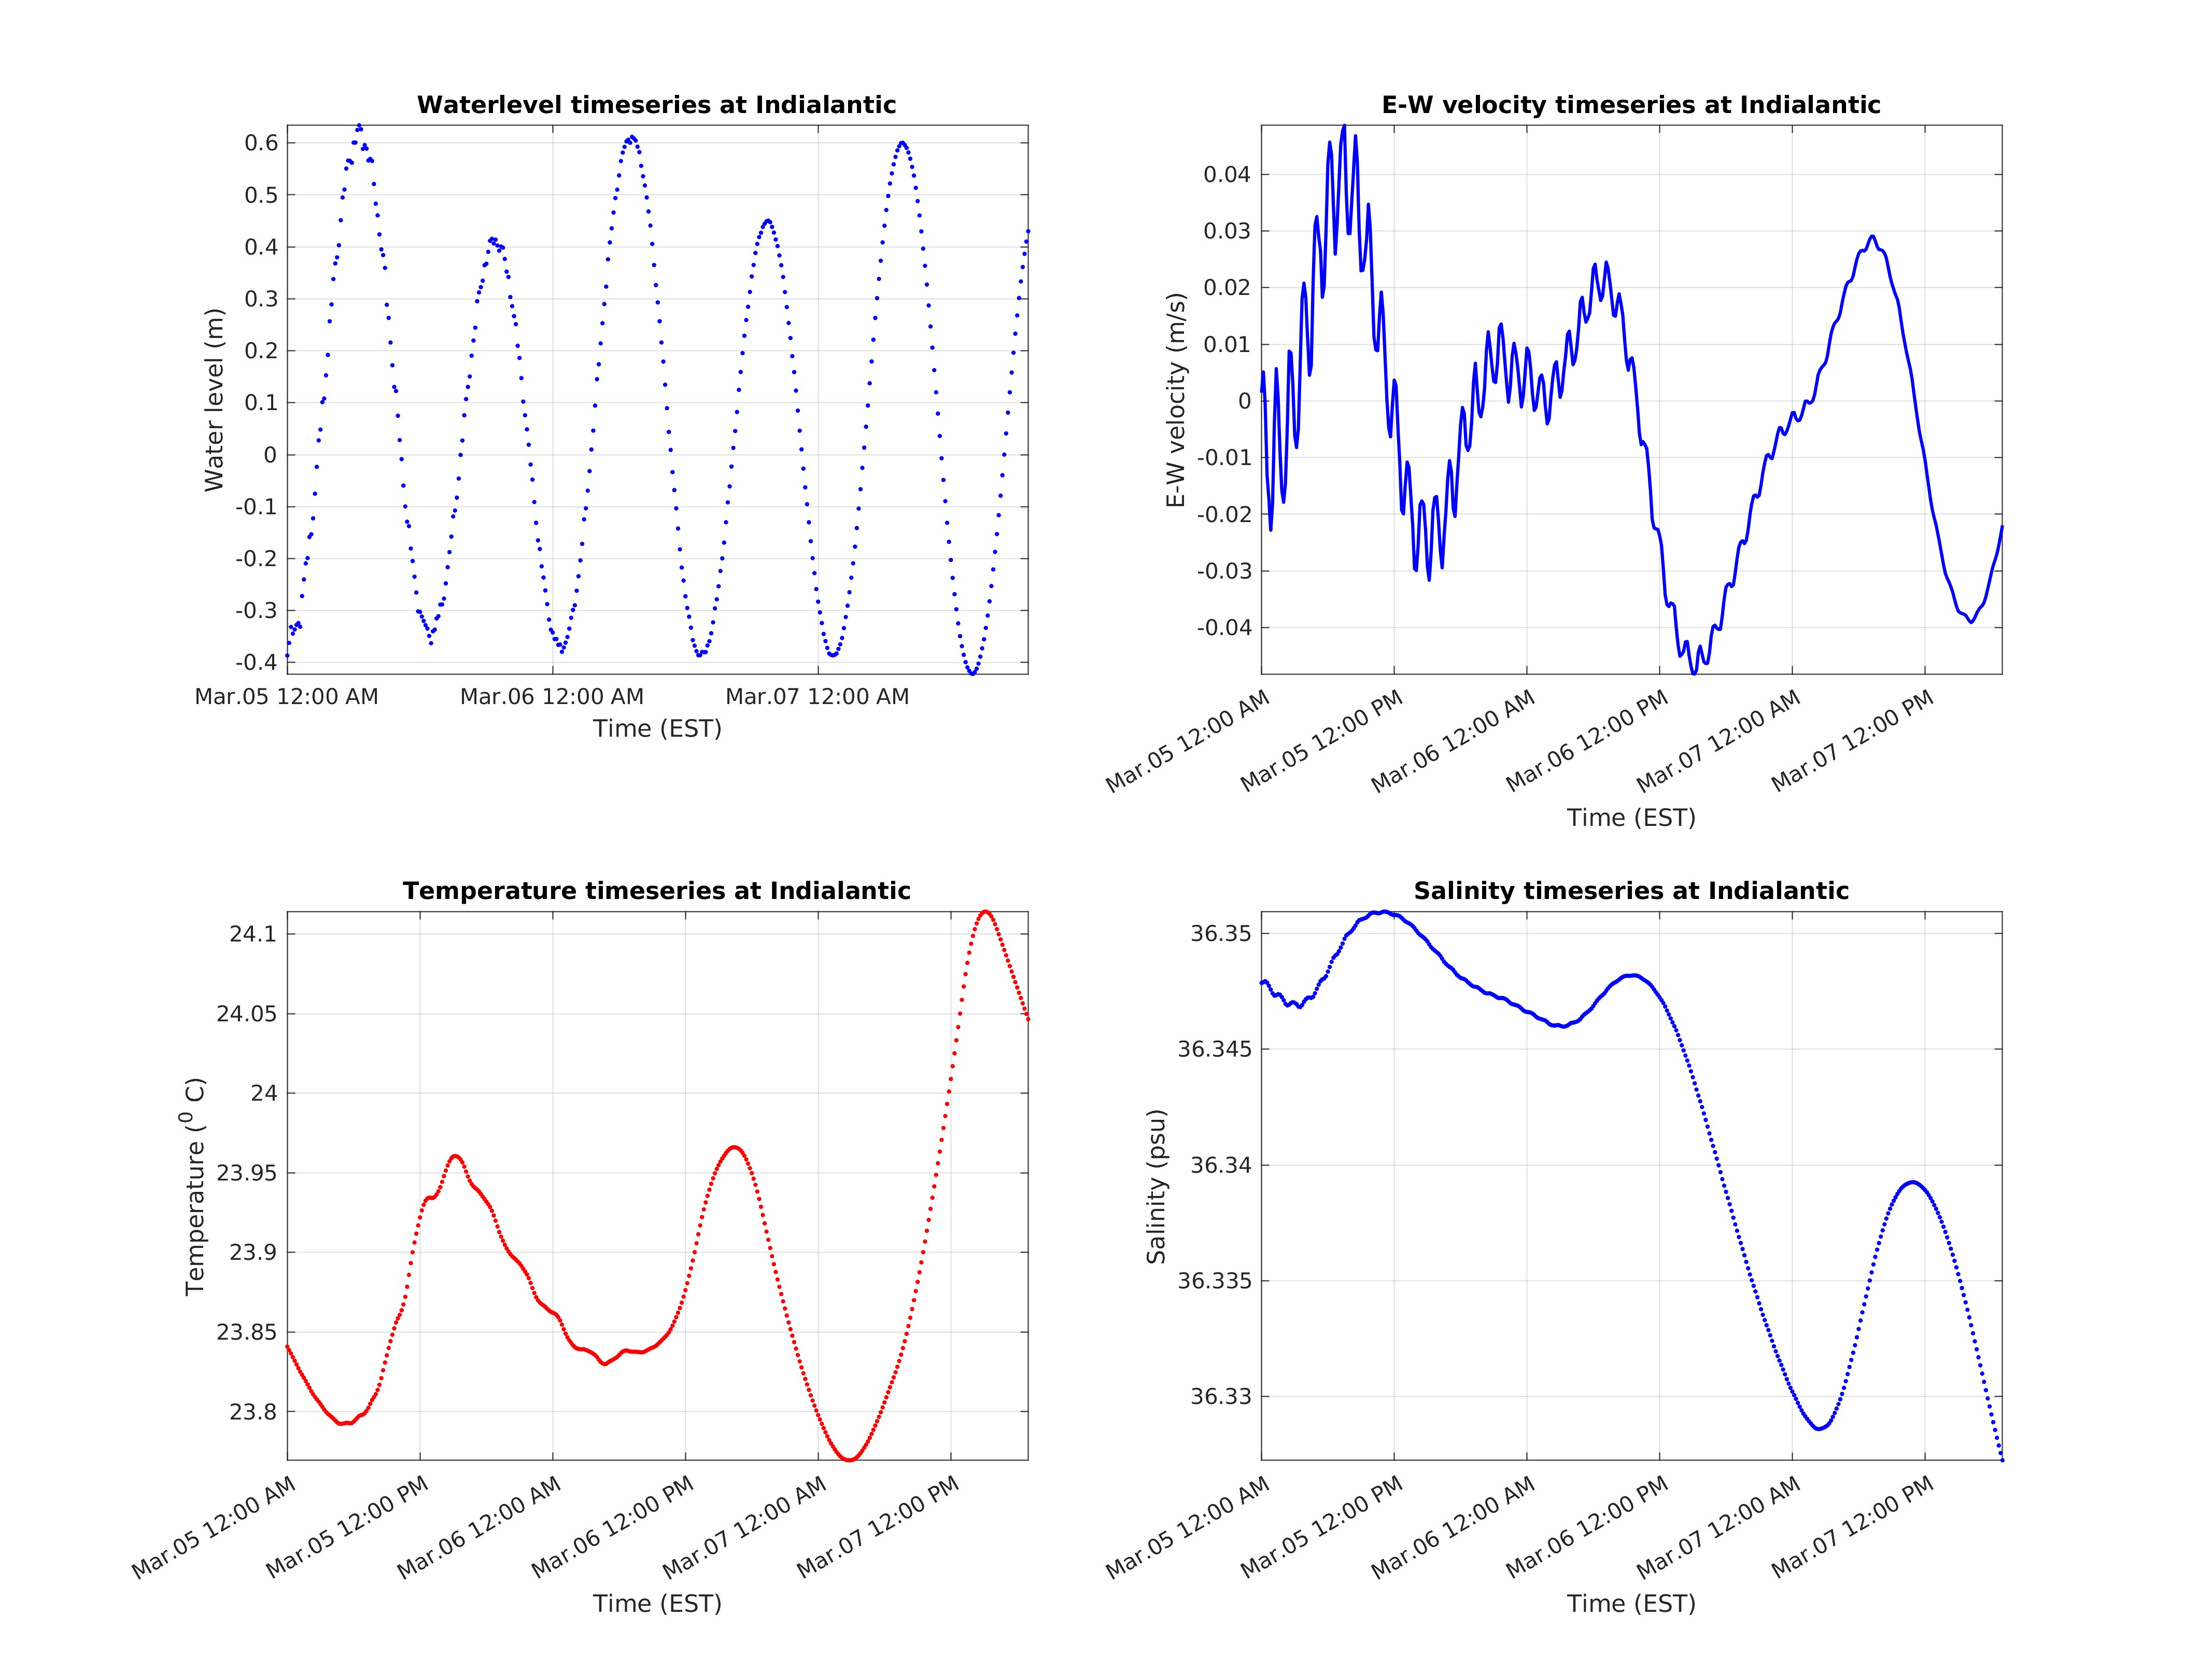 Waterlevel timeseries at Indialantic
0.6
0.5
0.4
0.3
0.2
0.1
0
-0.1
-0.2
-0.3
-0.4
Water level (m)
Mar.05 12:00 AM
Mar.06 12:00 AM
Mar.07 12:00 AM
Time (EST)
E-W velocity timeseries at Indialantic
0.04
0.03
0.02
0.01
0
-0.01
-0.02
-0.03
-0.04
E-W velocity (m/s)
Mar.05 12:00 AM
Mar.05 12:00 PM
Mar.06 12:00 AM
Mar.06 12:00 PM
Mar.07 12:00 AM
Mar.07 12:00 PM
Time (EST)
Temperature timeseries at Indialantic
24.1
24.05
24
23.95
23.9
23.85
23.8
Temperature (⁰ C)
Mar.05 12:00 AM
Mar.05 12:00 PM
Mar.06 12:00 AM
Mar.06 12:00 PM
Mar.07 12:00 AM
Mar.07 12:00 PM
Time (EST)
Salinity timeseries at Indialantic
36.35
36.345
36.34
36.335
36.33
Salinity (psu)
Mar.05 12:00 AM
Mar.05 12:00 PM
Mar.06 12:00 AM
Mar.06 12:00 PM
Mar.07 12:00 AM
Mar.07 12:00 PM
Time (EST)